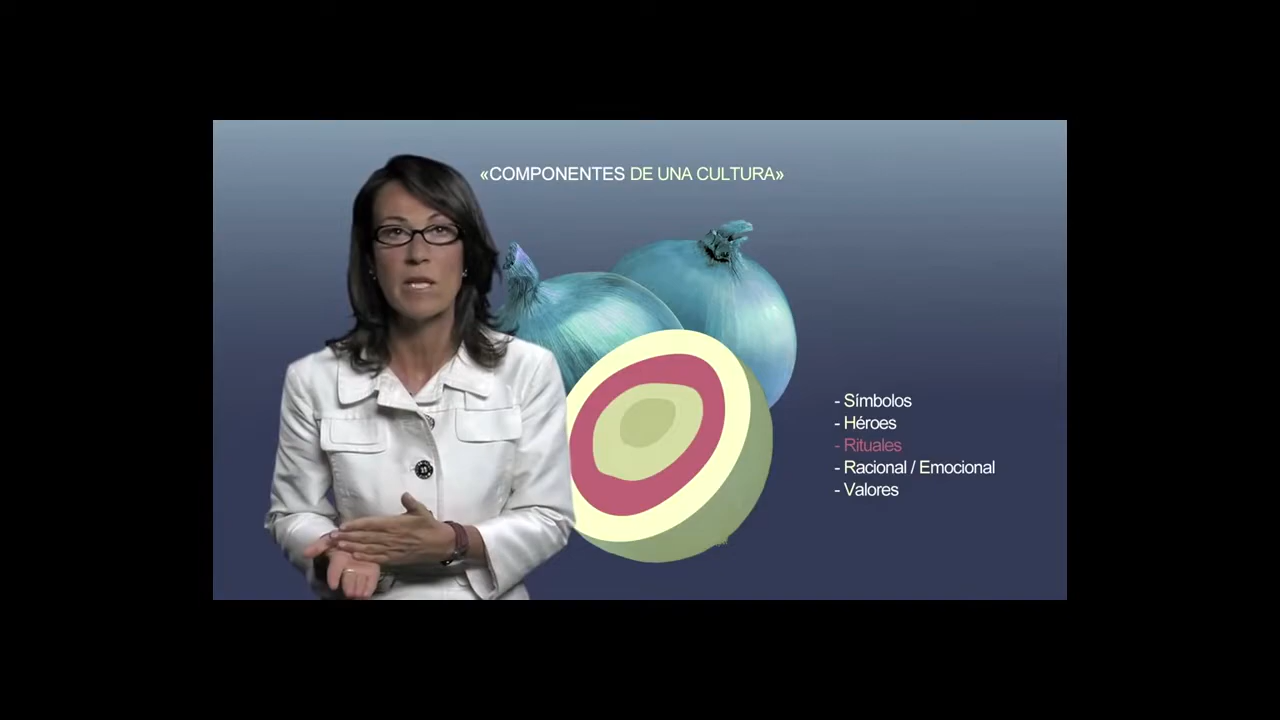 «COMPONENTES DE UNA CULTURA»
- Símbolos
- Héroes
- Rituales
- Racional / Emocional
- Valores